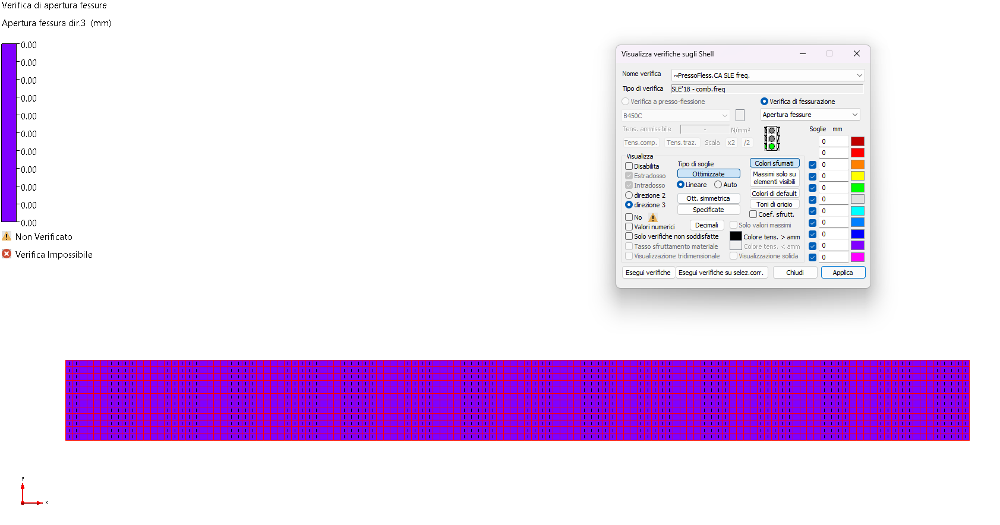 Verifica di apertura fessure
Apertura fessura dir.3 (mm)
0.00
0.00
0.00
0.00
0.00
0.00
0.00
0.00
0.00
0.00
0.00
Non Verificato
Verifica Impossibile
Visualizza verifiche sugli Shell
Nome verifica
~PressoFless.CA SLE freq.
Tipo di verifica
SLE'18 - comb.freq
Verifica a presso-flessione
Verifica di fessurazione
B450C
Apertura fessure
Tens. ammissibile
-
N/mm²
Soglie mm
Tens.comp.
Tens.traz.
Scala
x2
/2
0
0
0
0
0
0
0
0
0
0
0
Visualizza
Disabilita
Estradosso
Intradosso
direzione 2
direzione 3
No
Valori numerici
Solo verifiche non soddisfatte
Tasso sfruttamento materiale
Visualizzazione tridimensionale
Tipo di soglie
Ottimizzate
Lineare
Auto
Ott. simmetrica
Specificate
Decimali
Colori sfumati
Massimi solo su
elementi visibili
Colori di default
Toni di grigio
Coef. sfrutt.
Solo valori massimi
Colore tens. > amm
Colore tens. < amm
Visualizzazione solida
Esegui verifiche
Esegui verifiche su selez.corr.
Chiudi
Applica
y
x